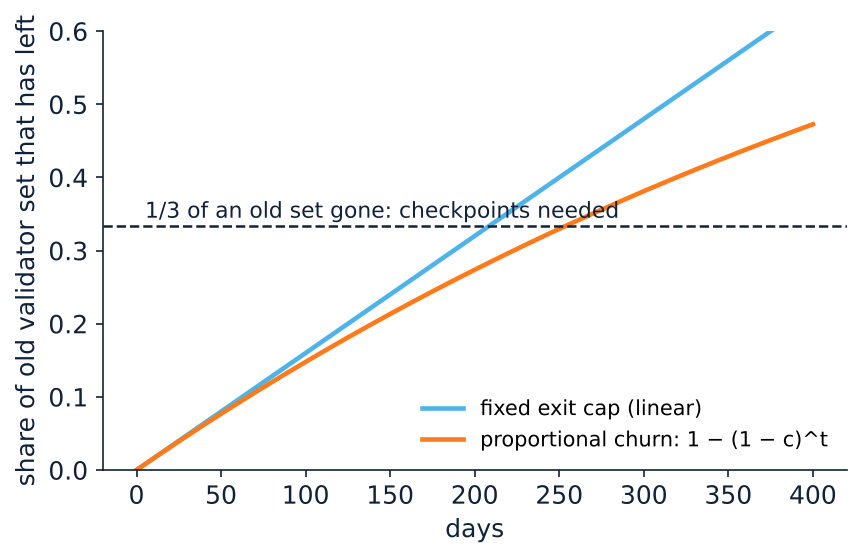 share of old validator set that has left
0.6
0.5
0.4
0.3
0.2
0.1
0.0
1/3 of an old set gone: checkpoints needed
fixed exit cap (linear)
proportional churn: 1 − (1 − c)^t
0 50 100 150 200 250 300 350 400
days